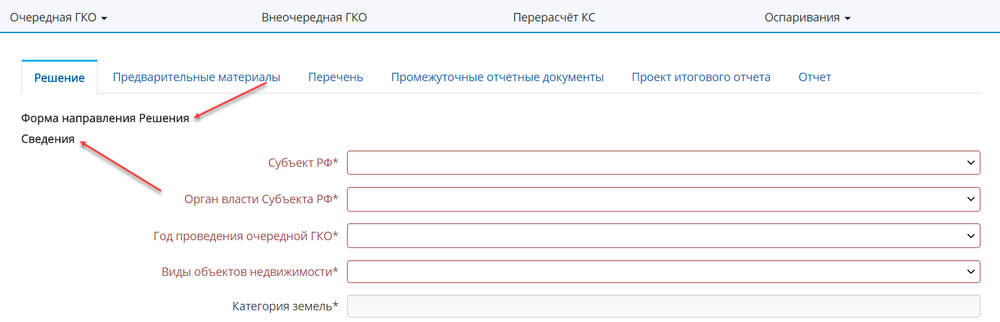 Очередная ГКО Внеочередная ГКО Перерасчёт КС Оспаривания
Решение Предварительные материалы Перечень Промежуточные отчетные документы Проект итогового отчета Отчет
Форма направления Решения
Сведения
Субъект РФ*
Орган власти Субъекта РФ*
Год проведения очередной ГКО*
Виды объектов недвижимости*
Категория земель*